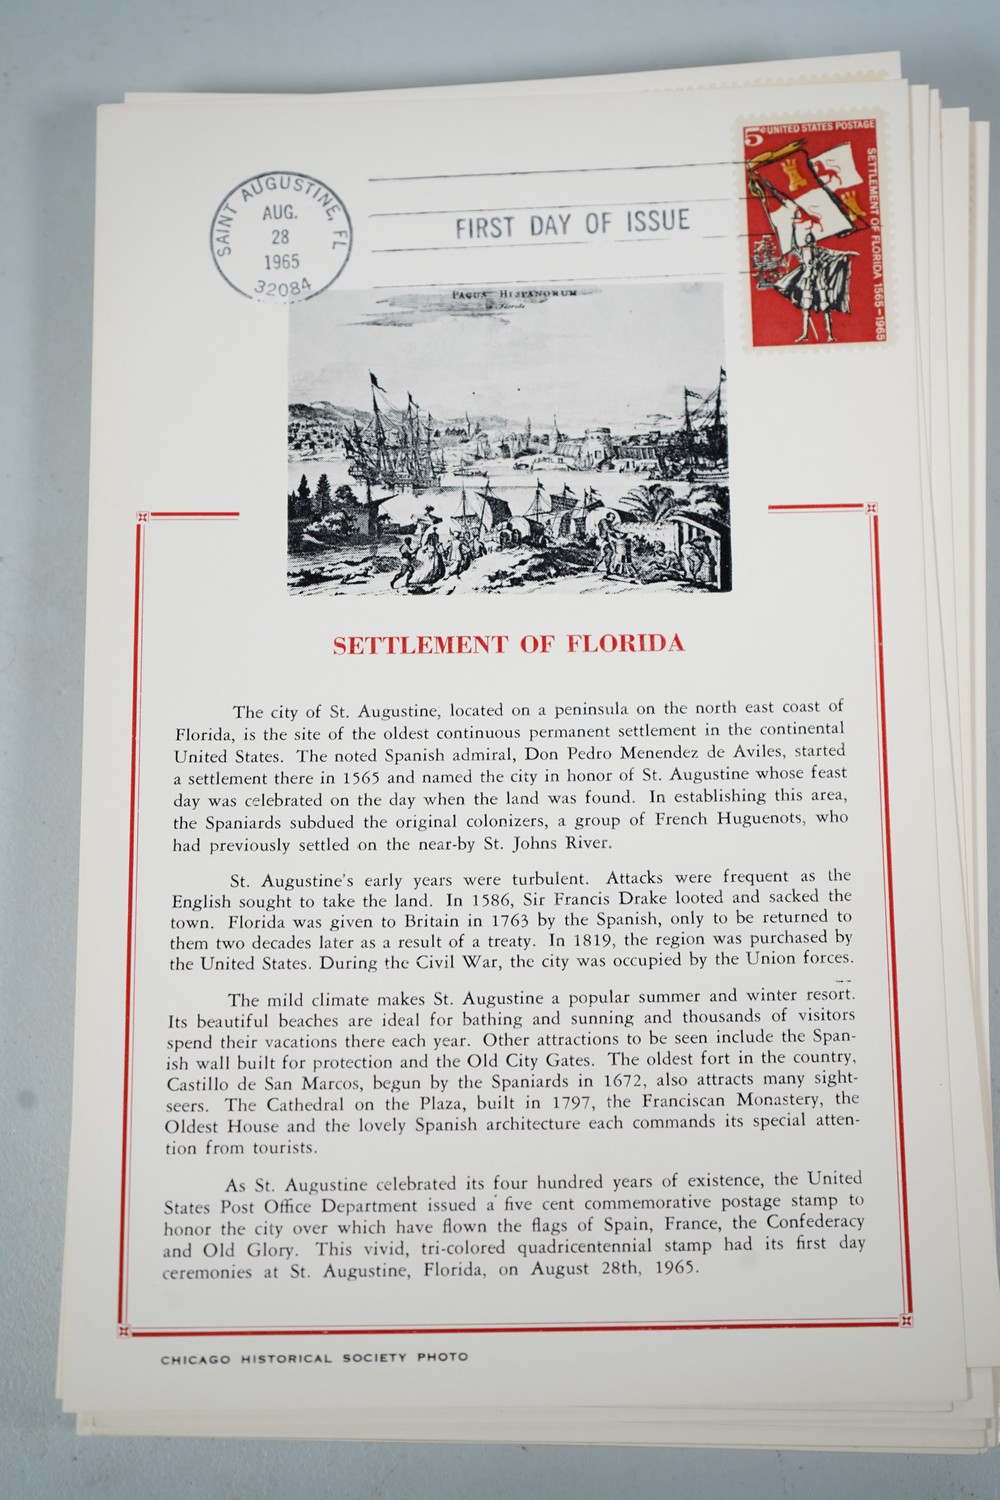 5c UNITED STATES POSTAGE
SETTLEMENT OF FLORIDA 1565-1965
SAINT AUGUSTINE, FL
AUG.
28
1965
32084
FIRST DAY OF ISSUE
PAGUS HISPANORUM
in Florida
SETTLEMENT OF FLORIDA
The city of St. Augustine, located on a peninsula on the north east coast of
Florida, is the site of the oldest continuous permanent settlement in the continental
United States. The noted Spanish admiral, Don Pedro Menendez de Aviles, started
a settlement there in 1565 and named the city in honor of St. Augustine whose feast
day was celebrated on the day when the land was found. In establishing this area,
the Spaniards subdued the original colonizers, a group of French Huguenots, who
had previously settled on the near-by St. Johns River.
St. Augustine's early years were turbulent. Attacks were frequent as the
English sought to take the land. In 1586, Sir Francis Drake looted and sacked the
town. Florida was given to Britain in 1763 by the Spanish, only to be returned to
them two decades later as a result of a treaty. In 1819, the region was purchased by
the United States. During the Civil War, the city was occupied by the Union forces.
The mild climate makes St. Augustine a popular summer and winter resort.
Its beautiful beaches are ideal for bathing and sunning and thousands of visitors
spend their vacations there each year. Other attractions to be seen include the Span-
ish wall built for protection and the Old City Gates. The oldest fort in the country,
Castillo de San Marcos, begun by the Spaniards in 1672, also attracts many sight-
seers. The Cathedral on the Plaza, built in 1797, the Franciscan Monastery, the
Oldest House and the lovely Spanish architecture each commands its special atten-
tion from tourists.
As St. Augustine celebrated its four hundred years of existence, the United
States Post Office Department issued a five cent commemorative postage stamp to
honor the city over which have flown the flags of Spain, France, the Confederacy
and Old Glory. This vivid, tri-colored quadricentennial stamp had its first day
ceremonies at St. Augustine, Florida, on August 28th, 1965.
CHICAGO HISTORICAL SOCIETY PHOTO